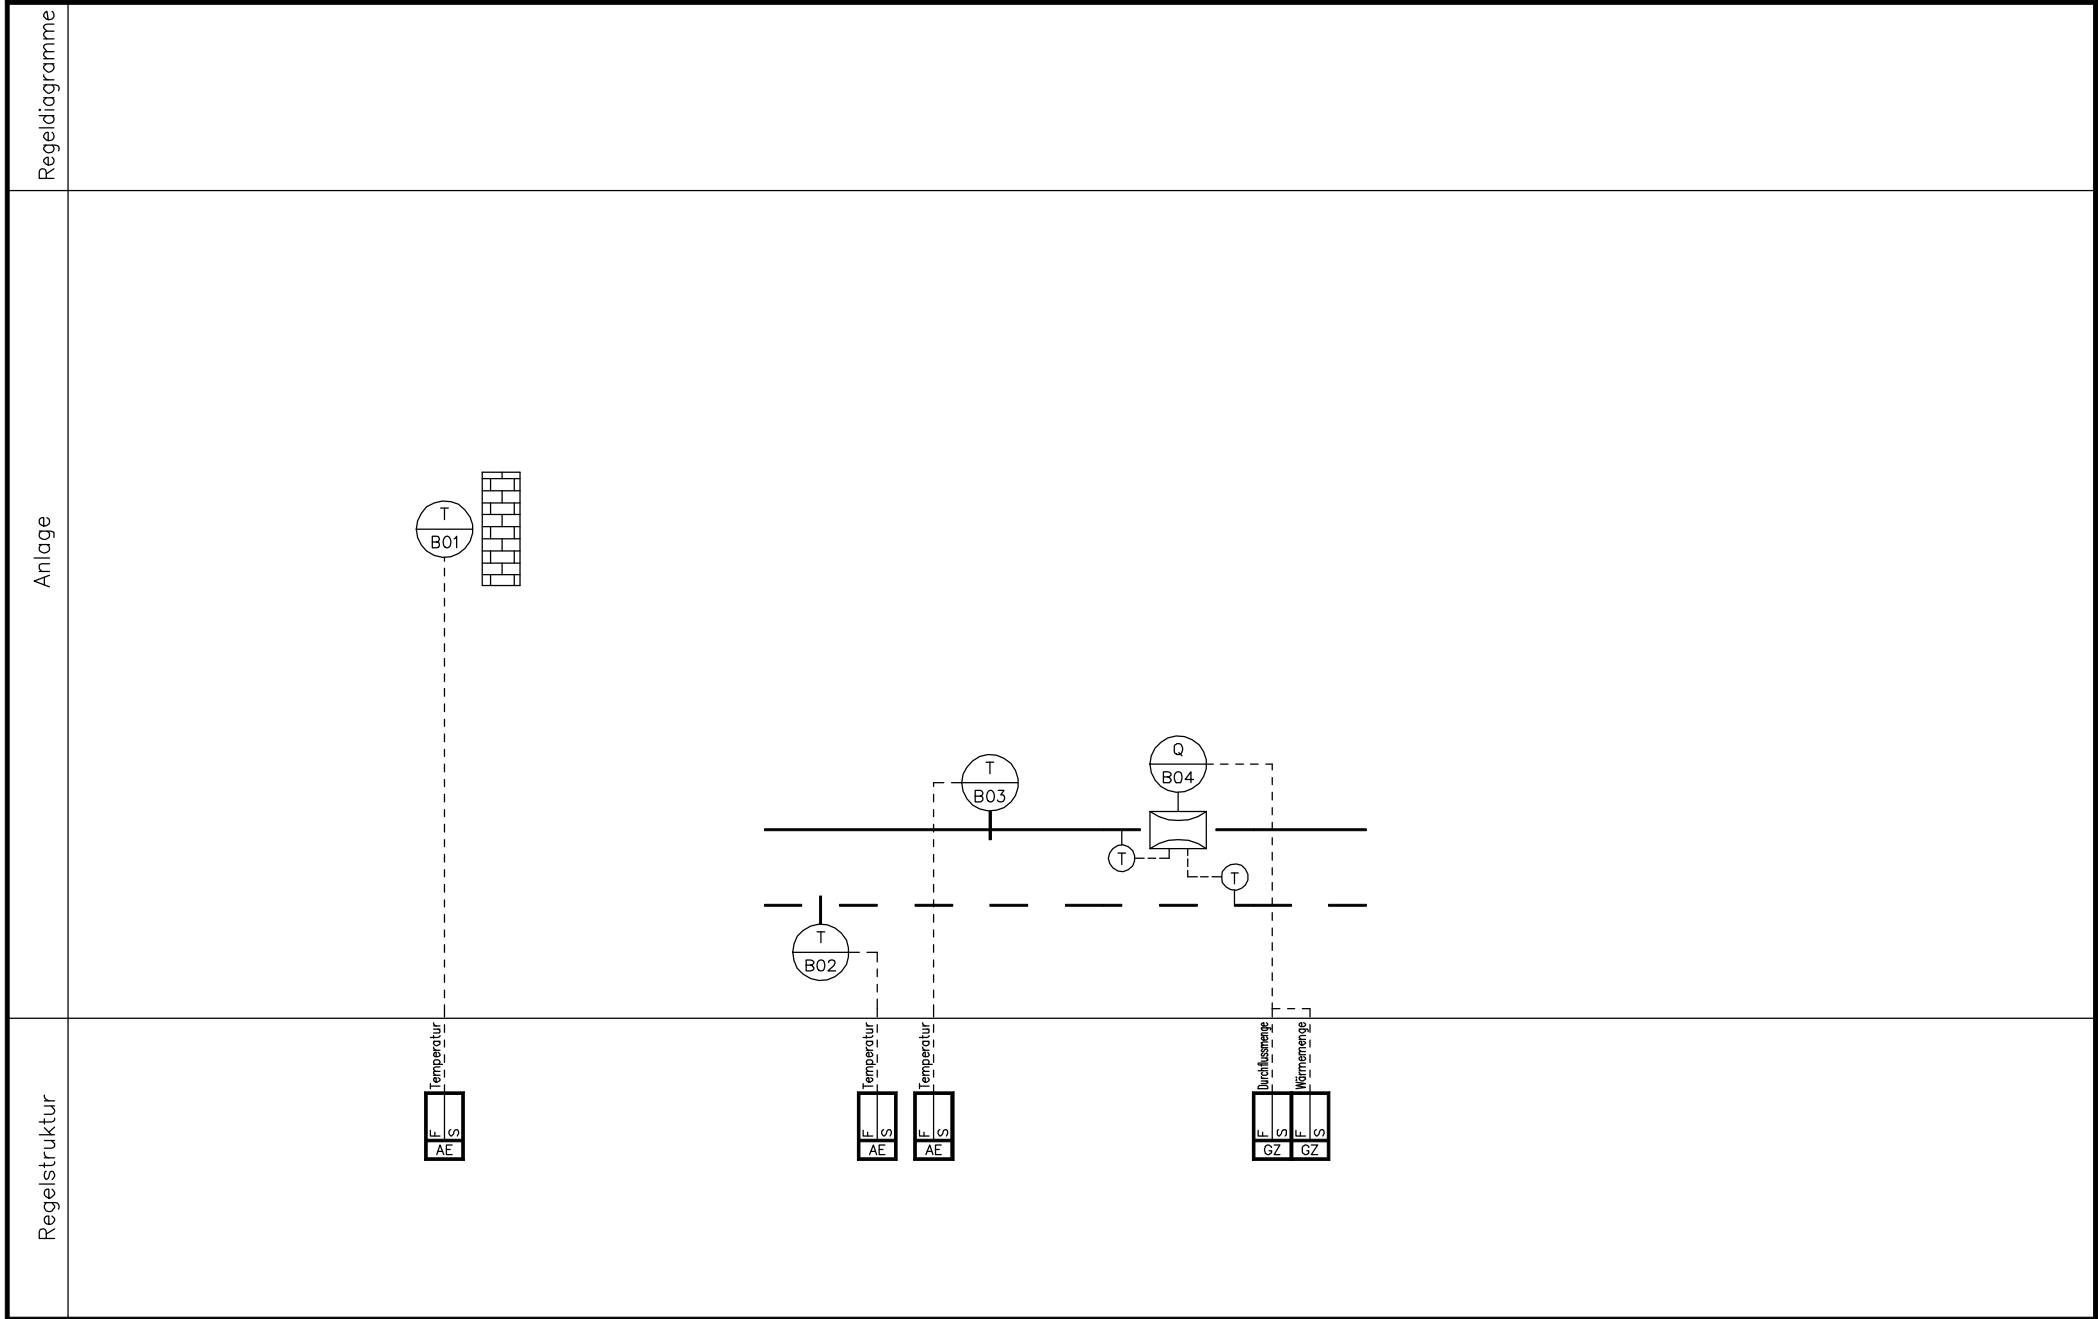 Regeldiagramme
Anlage
T
B01
Q
B04
T
B03
T
T
T
B02
Regelstruktur
Temperatur
Temperatur
Temperatur
Durchflussmenge
Wärmemenge
F
S
F
S
F
S
F
S
F
S
AE
AE
AE
GZ
GZ